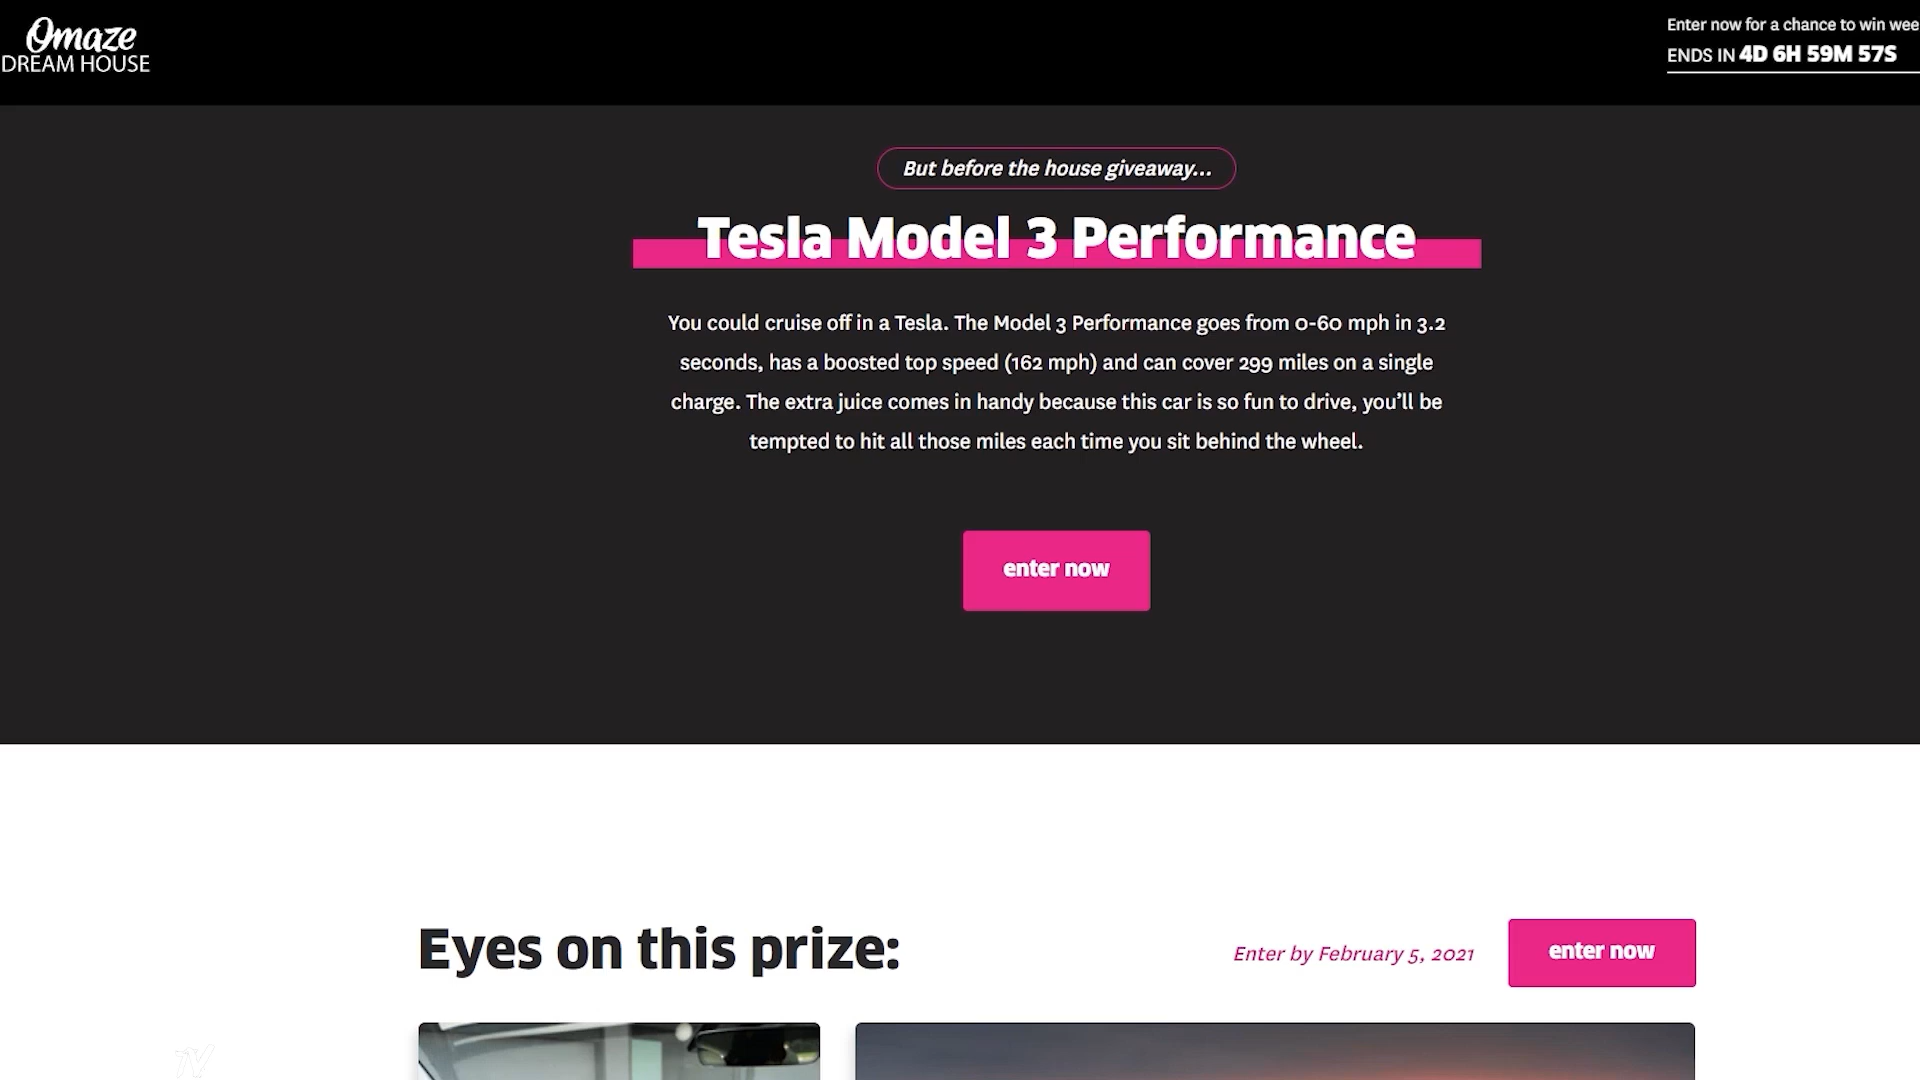 Omaze
DREAM HOUSE
Enter now for a chance to win wee
ENDS IN 4D 6H 59M 57S
But before the house giveaway...
Tesla Model 3 Performance
You could cruise off in a Tesla. The Model 3 Performance goes from 0-60 mph in 3.2
seconds, has a boosted top speed (162 mph) and can cover 299 miles on a single
charge. The extra juice comes in handy because this car is so fun to drive, you’ll be
tempted to hit all those miles each time you sit behind the wheel.
enter now
Eyes on this prize:
Enter by February 5, 2021
enter now